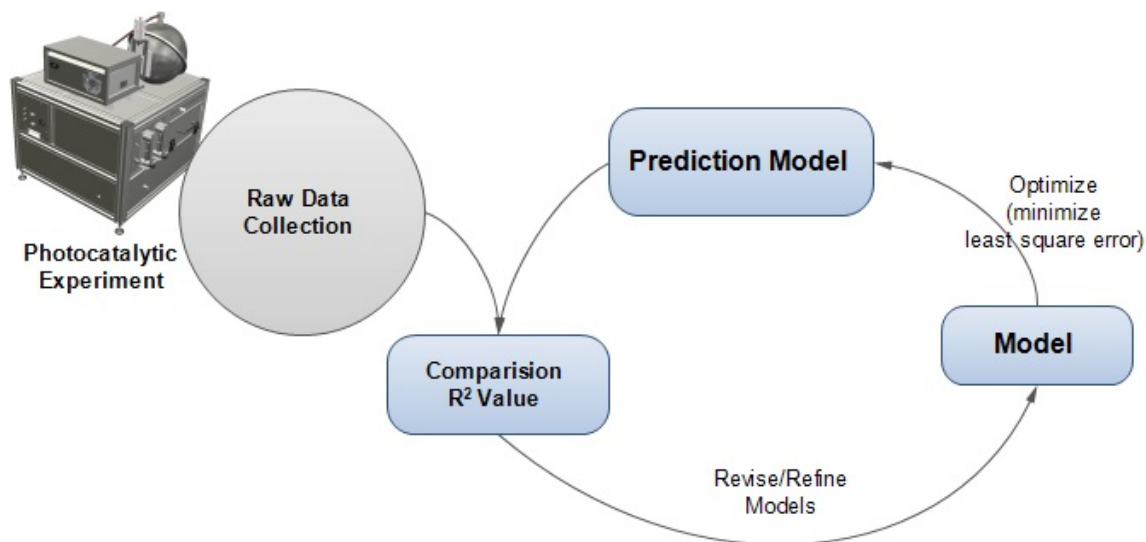 Photocatalytic
Experiment
Raw Data
Collection
Prediction Model
Optimize
(minimize
least square error)
Model
Comparision
R² Value
Revise/Refine
Models